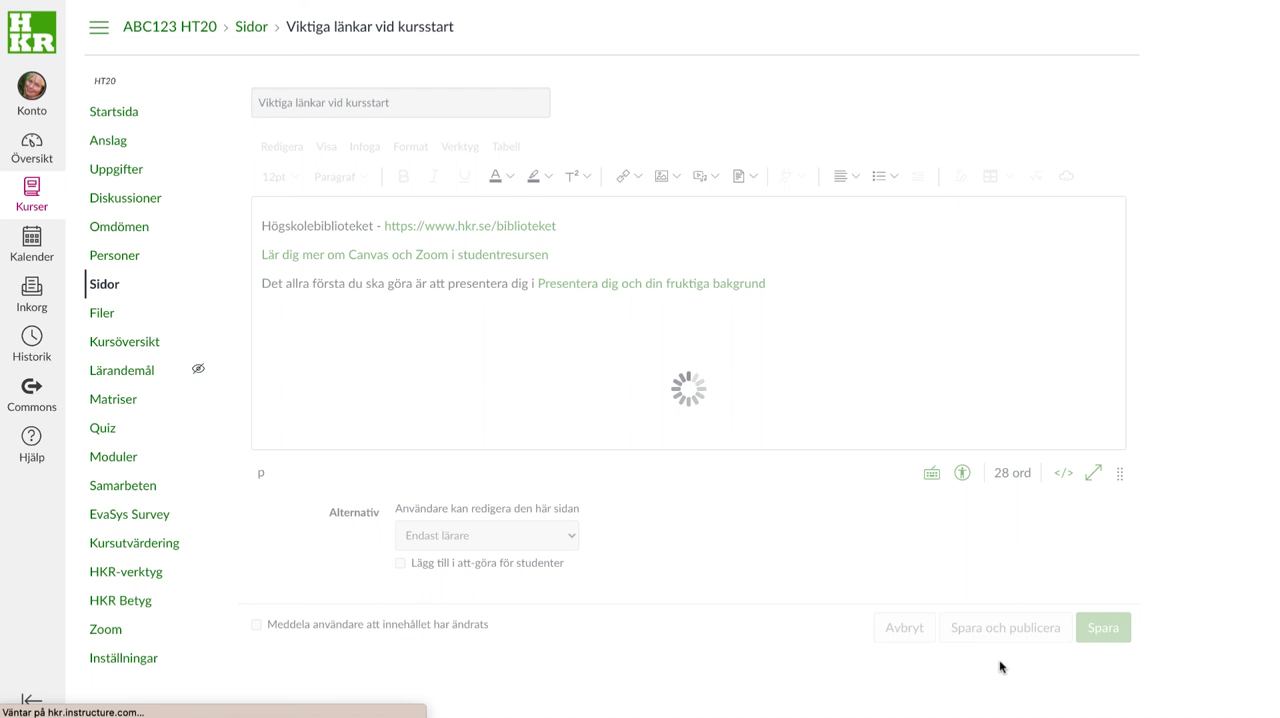 HKR
ABC123 HT20 › Sidor › Viktiga länkar vid kursstart
Konto
Översikt
Kurser
Kalender
Inkorg
Historik
Commons
Hjälp
HT20
Startsida
Anslag
Uppgifter
Diskussioner
Omdömen
Personer
Sidor
Filer
Kursöversikt
Lärandemål
Matriser
Quiz
Moduler
Samarbeten
EvaSys Survey
Kursutvärdering
HKR-verktyg
HKR Betyg
Zoom
Inställningar
Viktiga länkar vid kursstart
Redigera Visa Infoga Format Verktyg Tabell
12pt Paragraf B I U A T²
Högskolebiblioteket - https://www.hkr.se/biblioteket
Lär dig mer om Canvas och Zoom i studentresursen
Det allra första du ska göra är att presentera dig i Presentera dig och din fruktiga bakgrund
p 28 ord </>
Alternativ Användare kan redigera den här sidan
Endast lärare
Lägg till i att-göra för studenter
Meddela användare att innehållet har ändrats Avbryt Spara och publicera Spara
Väntar på hkr.instructure.com...